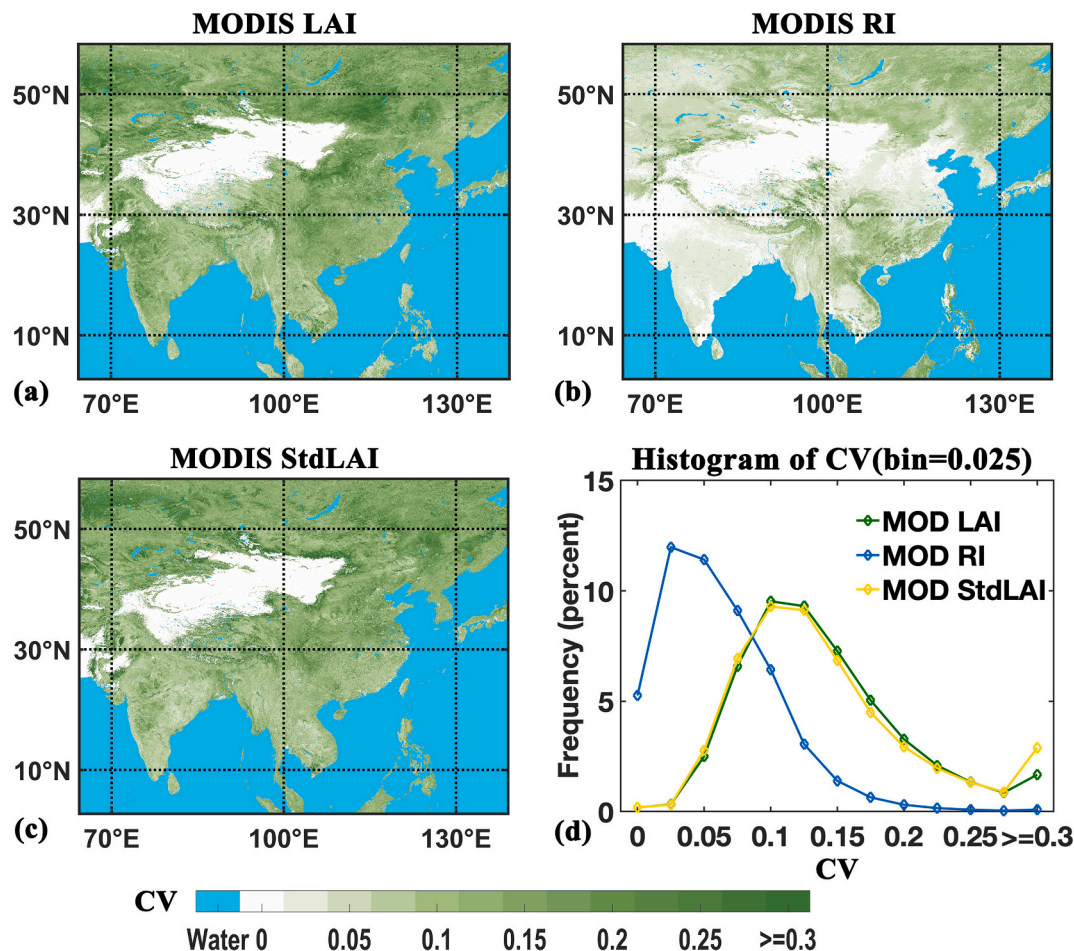 MODIS LAI
50°N
30°N
10°N
(a)
70°E 100°E 130°E
MODIS RI
50°N
30°N
10°N
(b)
70°E 100°E 130°E
MODIS StdLAI
50°N
30°N
10°N
(c)
70°E 100°E 130°E
Histogram of CV(bin=0.025)
15
10
5
0
Frequency (percent)
MOD LAI
MOD RI
MOD StdLAI
(d)
0 0.05 0.1 0.15 0.2 0.25 >=0.3
CV
CV
Water 0 0.05 0.1 0.15 0.2 0.25 >=0.3